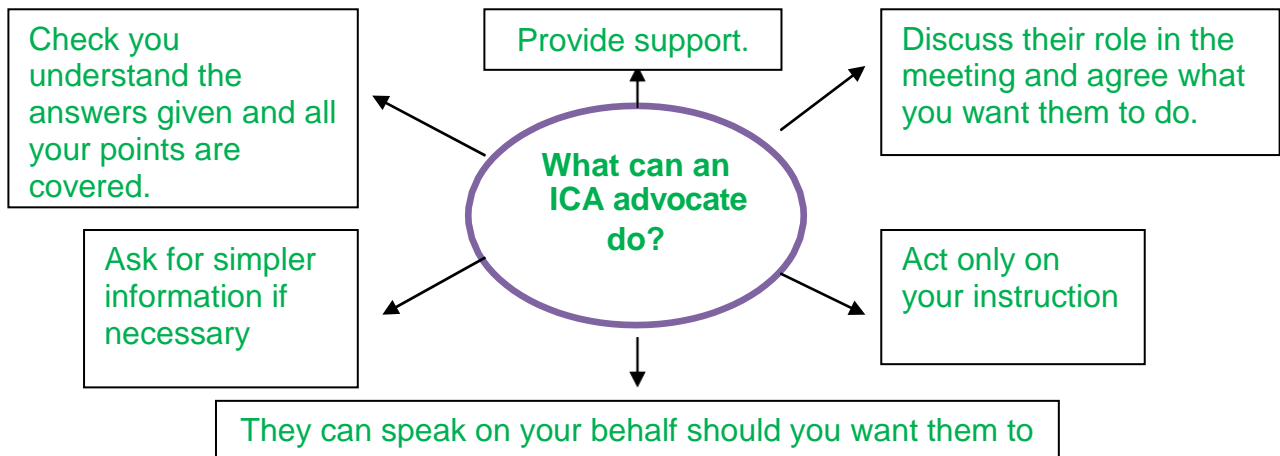 Check you
understand the
answers given and all
your points are
covered.
Provide support.
Discuss their role in the
meeting and agree what
you want them to do.
What can an
ICA advocate
do?
Ask for simpler
information if
necessary
Act only on
your instruction
They can speak on your behalf should you want them to